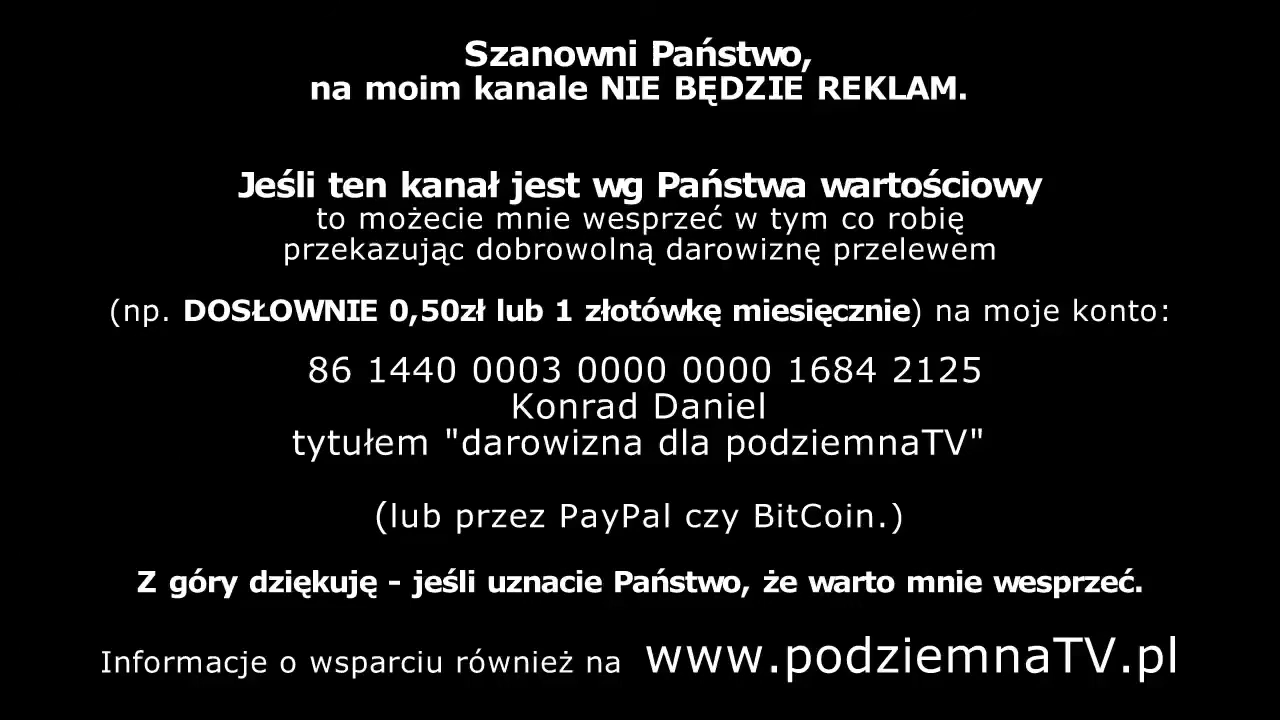 Szanowni Państwo,
na moim kanale NIE BĘDZIE REKLAM.
Jeśli ten kanał jest wg Państwa wartościowy
to możecie mnie wesprzeć w tym co robię
przekazując dobrowolną darowiznę przelewem
(np. DOSŁOWNIE 0,50zł lub 1 złotówkę miesięcznie) na moje konto:
86 1440 0003 0000 0000 1684 2125
Konrad Daniel
tytułem "darowizna dla podziemnaTV"
(lub przez PayPal czy BitCoin.)
Z góry dziękuję - jeśli uznacie Państwo, że warto mnie wesprzeć.
Informacje o wsparciu również na www.podziemnaTV.pl